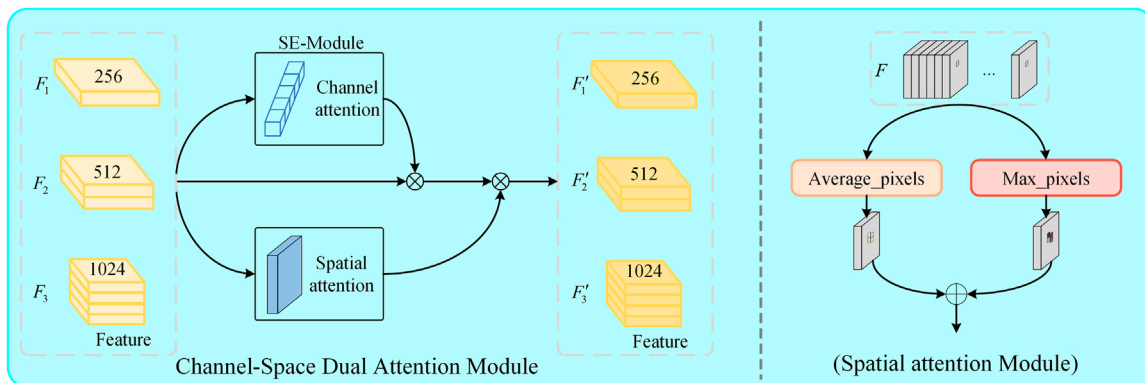 SE-Module
F₁
256
Channel
attention
F₁′
256
F₂
512
F₂′
512
F₃
1024
Spatial
attention
F₃′
1024
Feature
Feature
Channel-Space Dual Attention Module
F
...
Average_pixels
Max_pixels
(Spatial attention Module)